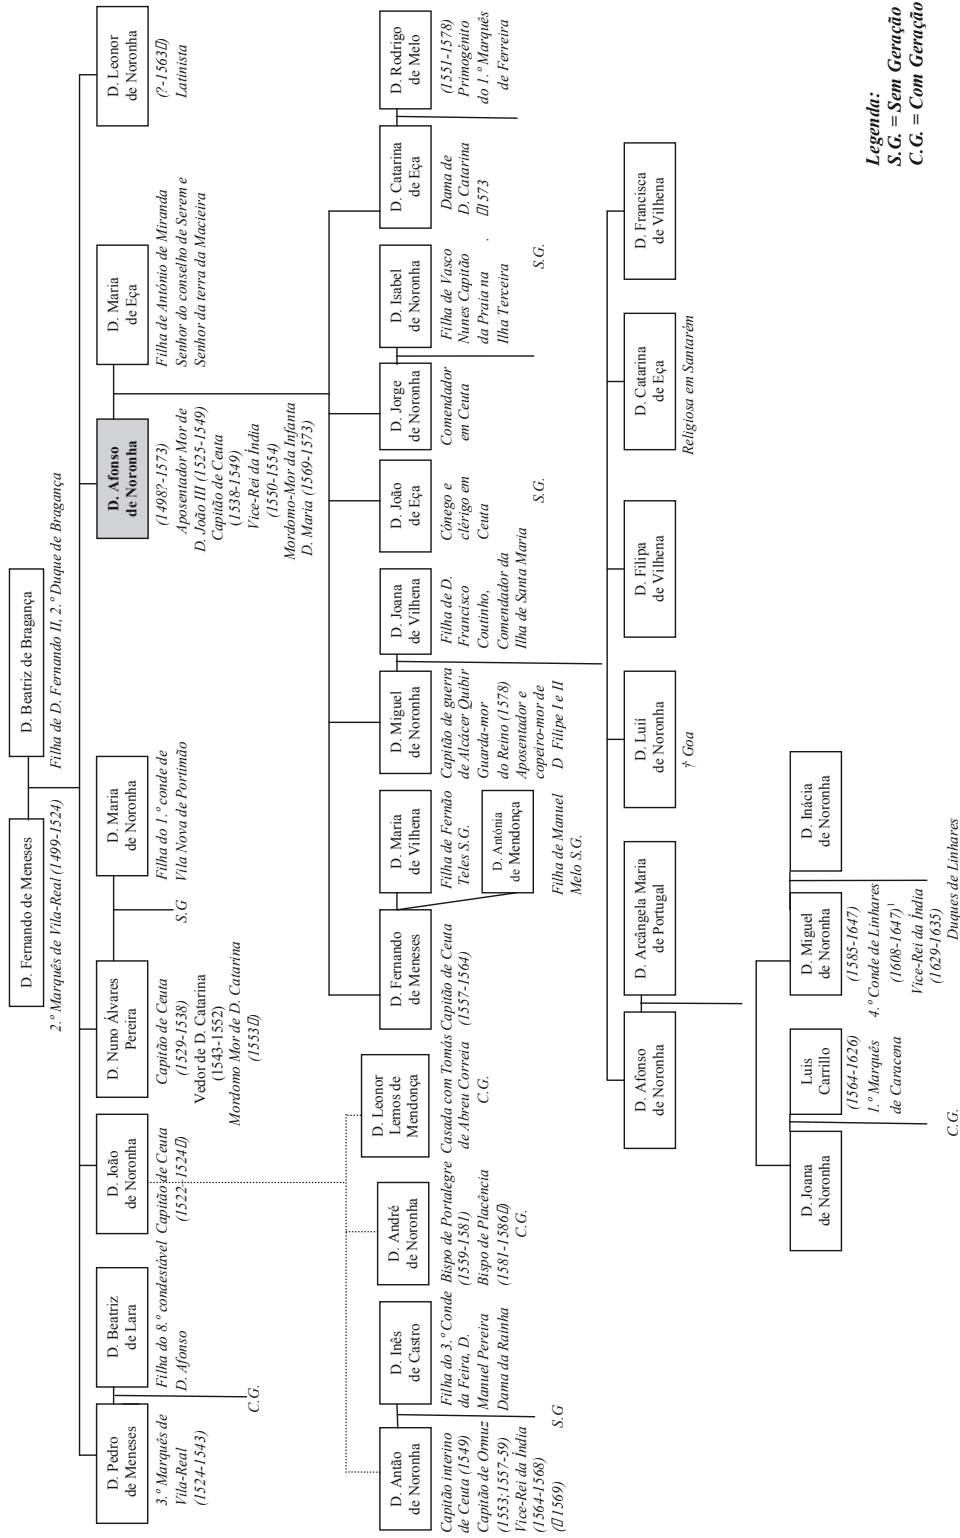 D. Fernando de Meneses
2.º Marquês de Vila-Real (1499-1524)
D. Beatriz de Bragança
Filha de D. Fernando II, 2.º Duque de Bragança
D. Pedro
de Meneses
3.º Marquês de
Vila-Real
(1524-1543)
D. Beatriz
de Lara
Filha do 8.º condestável
D. Afonso
C.G.
D. João
de Noronha
Capitão de Ceuta
(1522-1524▯)
D. Nuno Álvares
Pereira
Capitão de Ceuta
(1529-1538)
Vedor de D. Catarina
(1543-1552)
Mordomo Mor de D. Catarina
(1553▯)
D. Maria
de Noronha
Filha do 1.º conde de
Vila Nova de Portimão
S.G
D. Afonso
de Noronha
(1498?-1573)
Aposentador Mor de
D. João III (1525-1549)
Capitão de Ceuta
(1538-1549)
Vice-Rei da Índia
(1550-1554)
Mordomo-Mor da Infanta
D. Maria (1569-1573)
D. Maria
de Eça
Filha de António de Miranda
Senhor do conselho de Serem e
Senhor da terra da Macieira
D. Leonor
de Noronha
(?-1563▯)
Latinista
D. Antão
de Noronha
Capitão interino
de Ceuta (1549)
Capitão de Ormuz
(1553;1557-59)
Vice-Rei da Índia
(1564-1568)
(▯1569)
D. Inês
de Castro
Filha do 3.º Conde
da Feira, D.
Manuel Pereira
Dama da Rainha
S.G
D. André
de Noronha
Bispo de Portalegre
(1559-1581)
Bispo de Placência
(1581-1586▯)
C.G.
D. Leonor
Lemos de
Mendonça
Casada com Tomás
de Abreu Correia
C.G.
D. Fernando
de Meneses
Capitão de Ceuta
(1557-1564)
D. Maria
de Vilhena
Filha de Fernão
Teles S.G.
D. Antónia
de Mendonça
Filha de Manuel
Melo S.G.
D. Miguel
de Noronha
Capitão de guerra
de Alcácer Quibir
Guarda-mor
do Reino (1578)
Aposentador e
copeiro-mor de
D Filipe I e II
D. Joana
de Vilhena
Filha de D.
Francisco
Coutinho,
Comendador da
Ilha de Santa Maria
D. João
de Eça
Cónego e
clérigo em
Ceuta
S.G.
D. Jorge
de Noronha
Comendador
em Ceuta
D. Isabel
de Noronha
Filha de Vasco
Nunes Capitão
da Praia na
Ilha Terceira
.
S.G.
D. Catarina
de Eça
Dama de
D. Catarina
▯1573
D. Rodrigo
de Melo
(1551-1578)
Primogénito
do 1.º Marquês
de Ferreira
D. Afonso
de Noronha
D. Arcângela Maria
de Portugal
D. Luií
de Noronha
† Goa
D. Filipa
de Vilhena
D. Catarina
de Eça
Religiosa em Santarém
D. Francisca
de Vilhena
D. Joana
de Noronha
Luis
Carrillo
(1564-1626)
1.º Marquês
de Caracena
C.G.
D. Miguel
de Noronha
(1585-1647)
4.º Conde de Linhares
(1608-1647)¹
Vice-Rei da Índia
(1629-1635)
D. Inácia
de Noronha
Duques de Linhares
Legenda:
S.G. = Sem Geração
C.G. = Com Geração